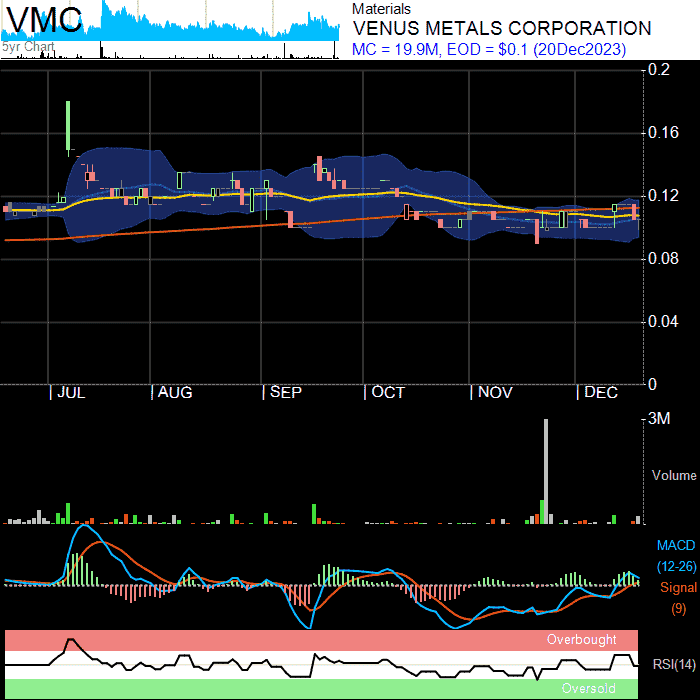 VMC
5yr Chart
Materials
VENUS METALS CORPORATION
MC = 19.9M, EOD = $0.1 (20Dec2023)
0.2
0.16
0.12
0.08
0.04
0
JUL AUG SEP OCT NOV DEC
3M
Volume
MACD
(12-26)
Signal
(9)
Overbought
RSI(14)
Oversold